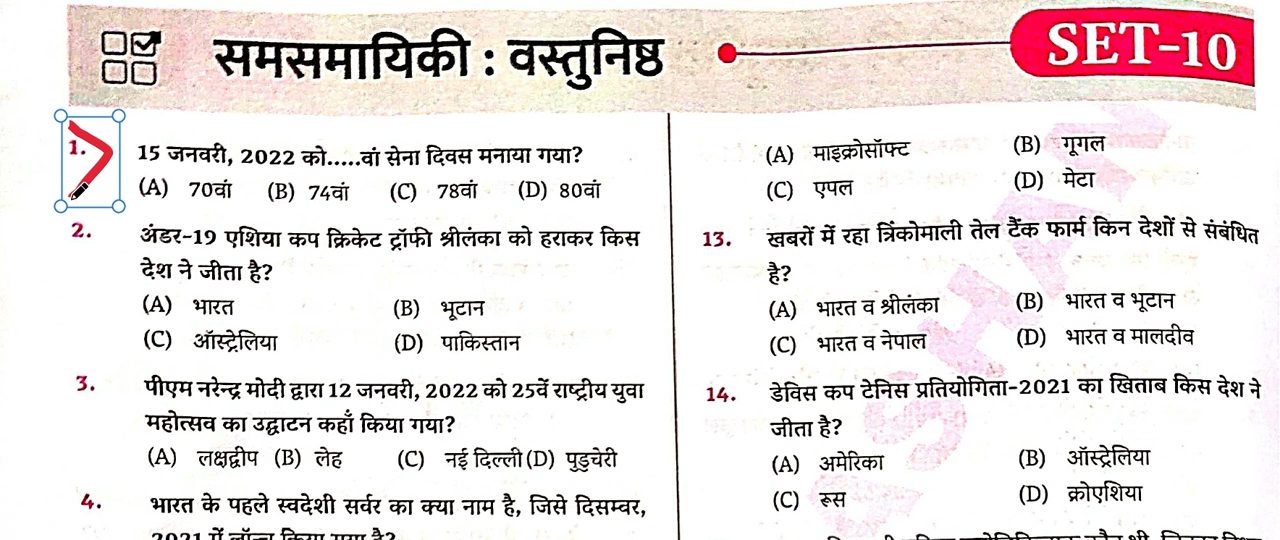 समसमायिकी : वस्तुनिष्ठ
SET-10
1. 15 जनवरी, 2022 को.....वां सेना दिवस मनाया गया?
(A) 70वां (B) 74वां (C) 78वां (D) 80वां
2. अंडर-19 एशिया कप क्रिकेट ट्रॉफी श्रीलंका को हराकर किस
देश ने जीता है?
(A) भारत (B) भूटान
(C) ऑस्ट्रेलिया (D) पाकिस्तान
3. पीएम नरेन्द्र मोदी द्वारा 12 जनवरी, 2022 को 25वें राष्ट्रीय युवा
महोत्सव का उद्घाटन कहाँ किया गया?
(A) लक्षद्वीप (B) लेह (C) नई दिल्ली (D) पुडुचेरी
4. भारत के पहले स्वदेशी सर्वर का क्या नाम है, जिसे दिसम्बर,
2021 में लॉन्च किया गया है?
(A) माइक्रोसॉफ्ट (B) गूगल
(C) एपल (D) मेटा
13. खबरों में रहा त्रिंकोमाली तेल टैंक फार्म किन देशों से संबंधित
है?
(A) भारत व श्रीलंका (B) भारत व भूटान
(C) भारत व नेपाल (D) भारत व मालदीव
14. डेविस कप टेनिस प्रतियोगिता-2021 का खिताब किस देश ने
जीता है?
(A) अमेरिका (B) ऑस्ट्रेलिया
(C) रूस (D) क्रोएशिया